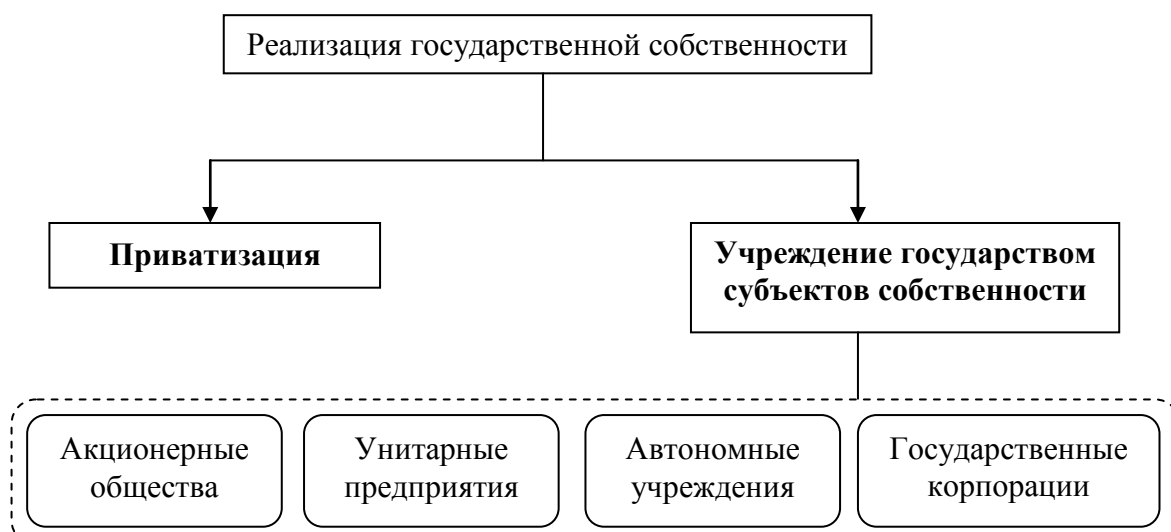 Реализация государственной собственности
Приватизация
Учреждение государством
субъектов собственности
Акционерные
общества
Унитарные
предприятия
Автономные
учреждения
Государственные
корпорации